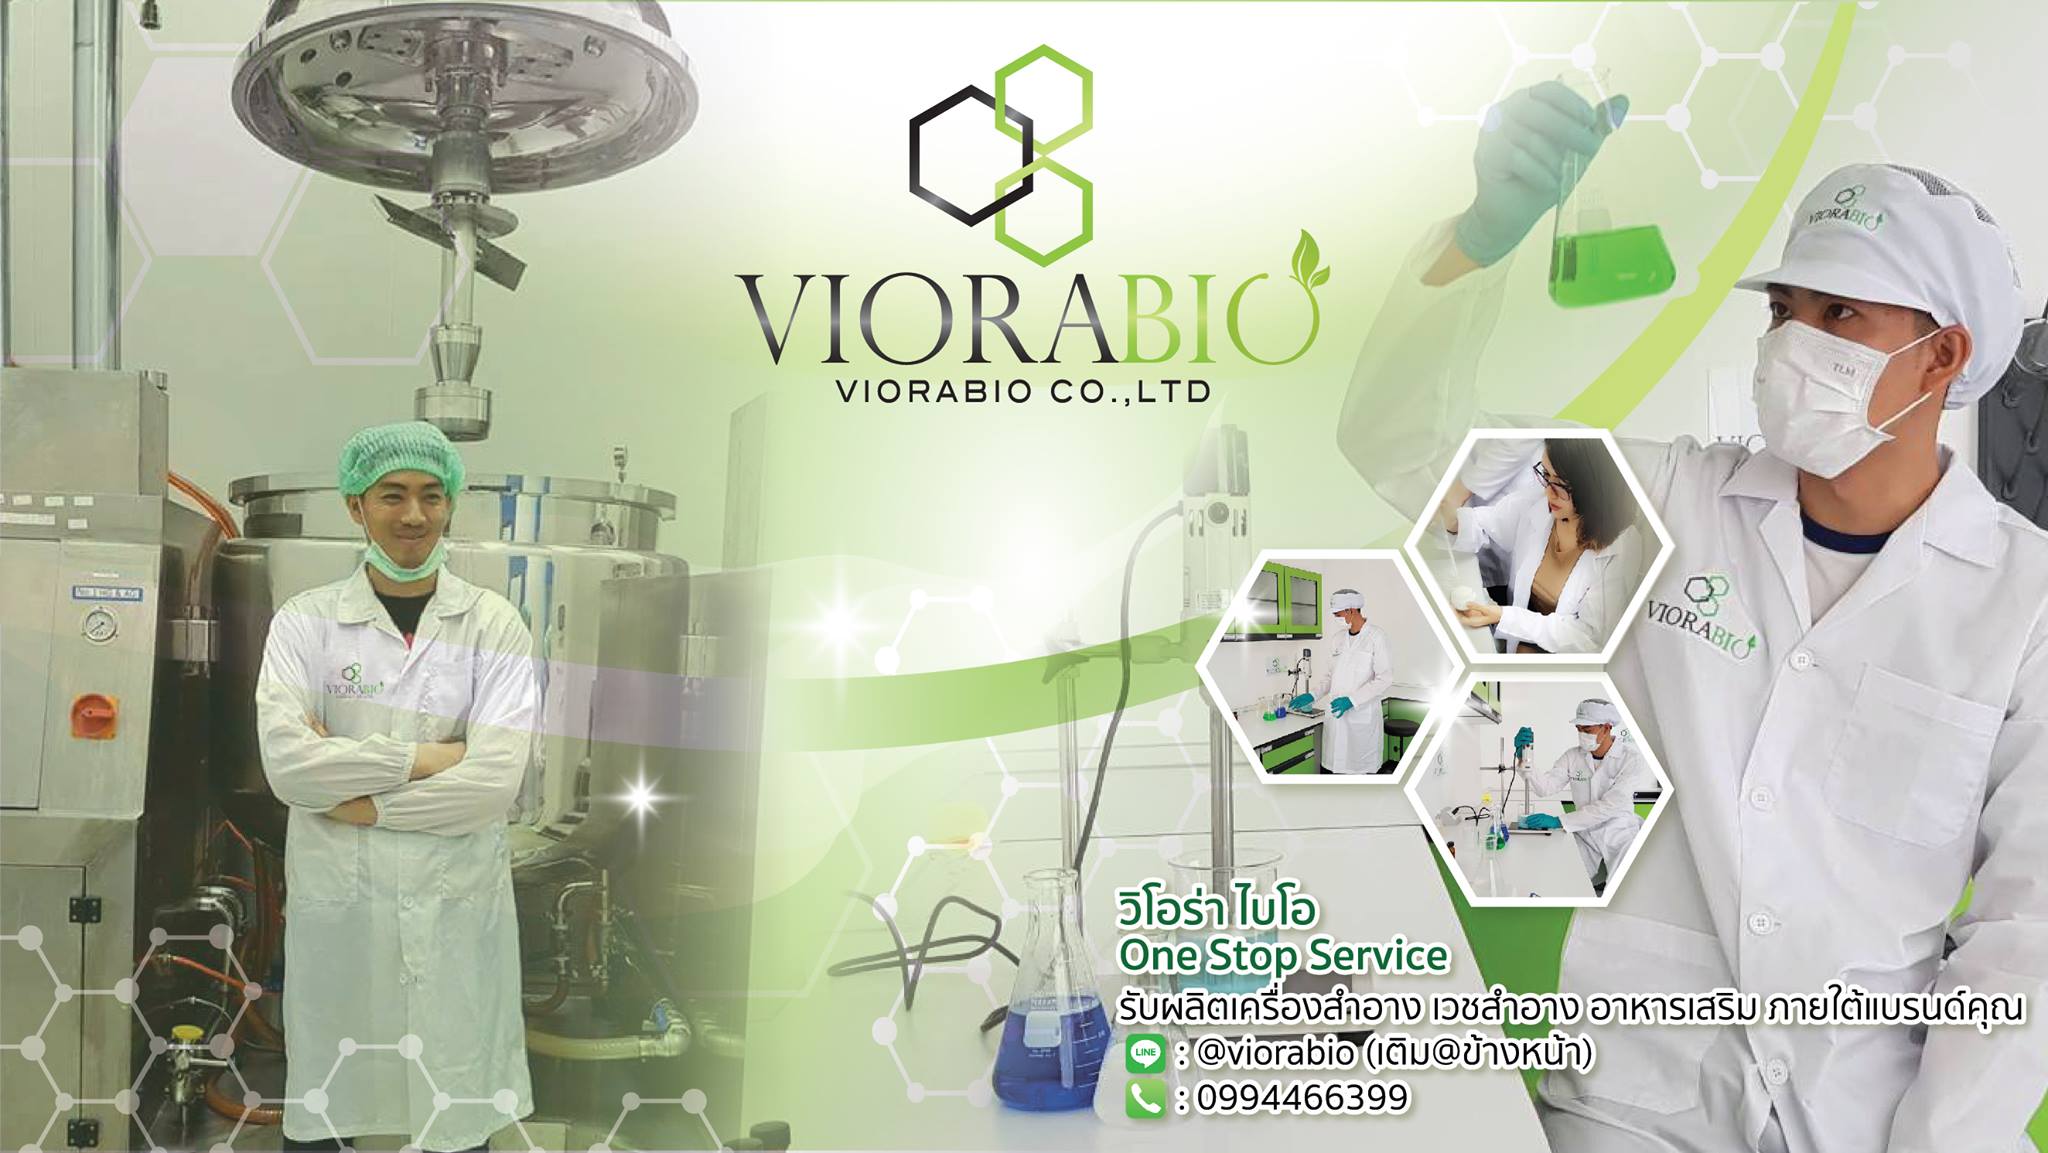 VIORABIO
VIORABIO CO.,LTD
VIORABIO
TLM
VIORABIO
VIORABIO
No.1 WG & AG
วิโอร่า ไบโอ
One Stop Service
รับผลิตเครื่องสำอาง เวชสำอาง อาหารเสริม ภายใต้แบรนด์คุณ
LINE : @viorabio (เติม@ข้างหน้า)
: 0994466399